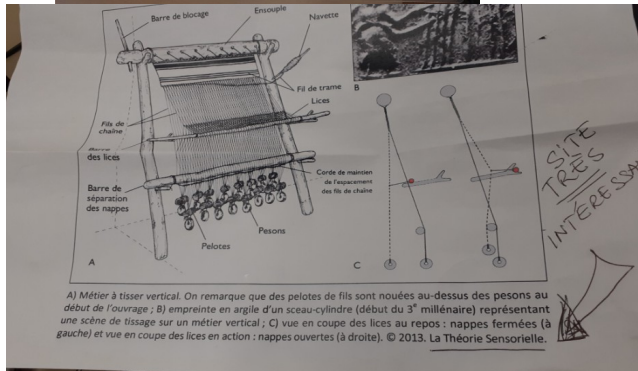 Barre de blocage
Ensouple
Navette
Fil de trame
Lices
Fils de
chaîne
des lices
Barre de
séparation
des nappes
Corde de maintien
de l'espacement
des fils de chaîne
Pesons
Pelotes
A
B
C
SITE
TRÈS
INTÉRESSA
A) Métier à tisser vertical. On remarque que des pelotes de fils sont nouées au-dessus des pesons au
début de l'ouvrage ; B) empreinte en argile d'un sceau-cylindre (début du 3e millénaire) représentant
une scène de tissage sur un métier vertical ; C) vue en coupe des lices au repos : nappes fermées (à
gauche) et vue en coupe des lices en action : nappes ouvertes (à droite). © 2013. La Théorie Sensorielle.